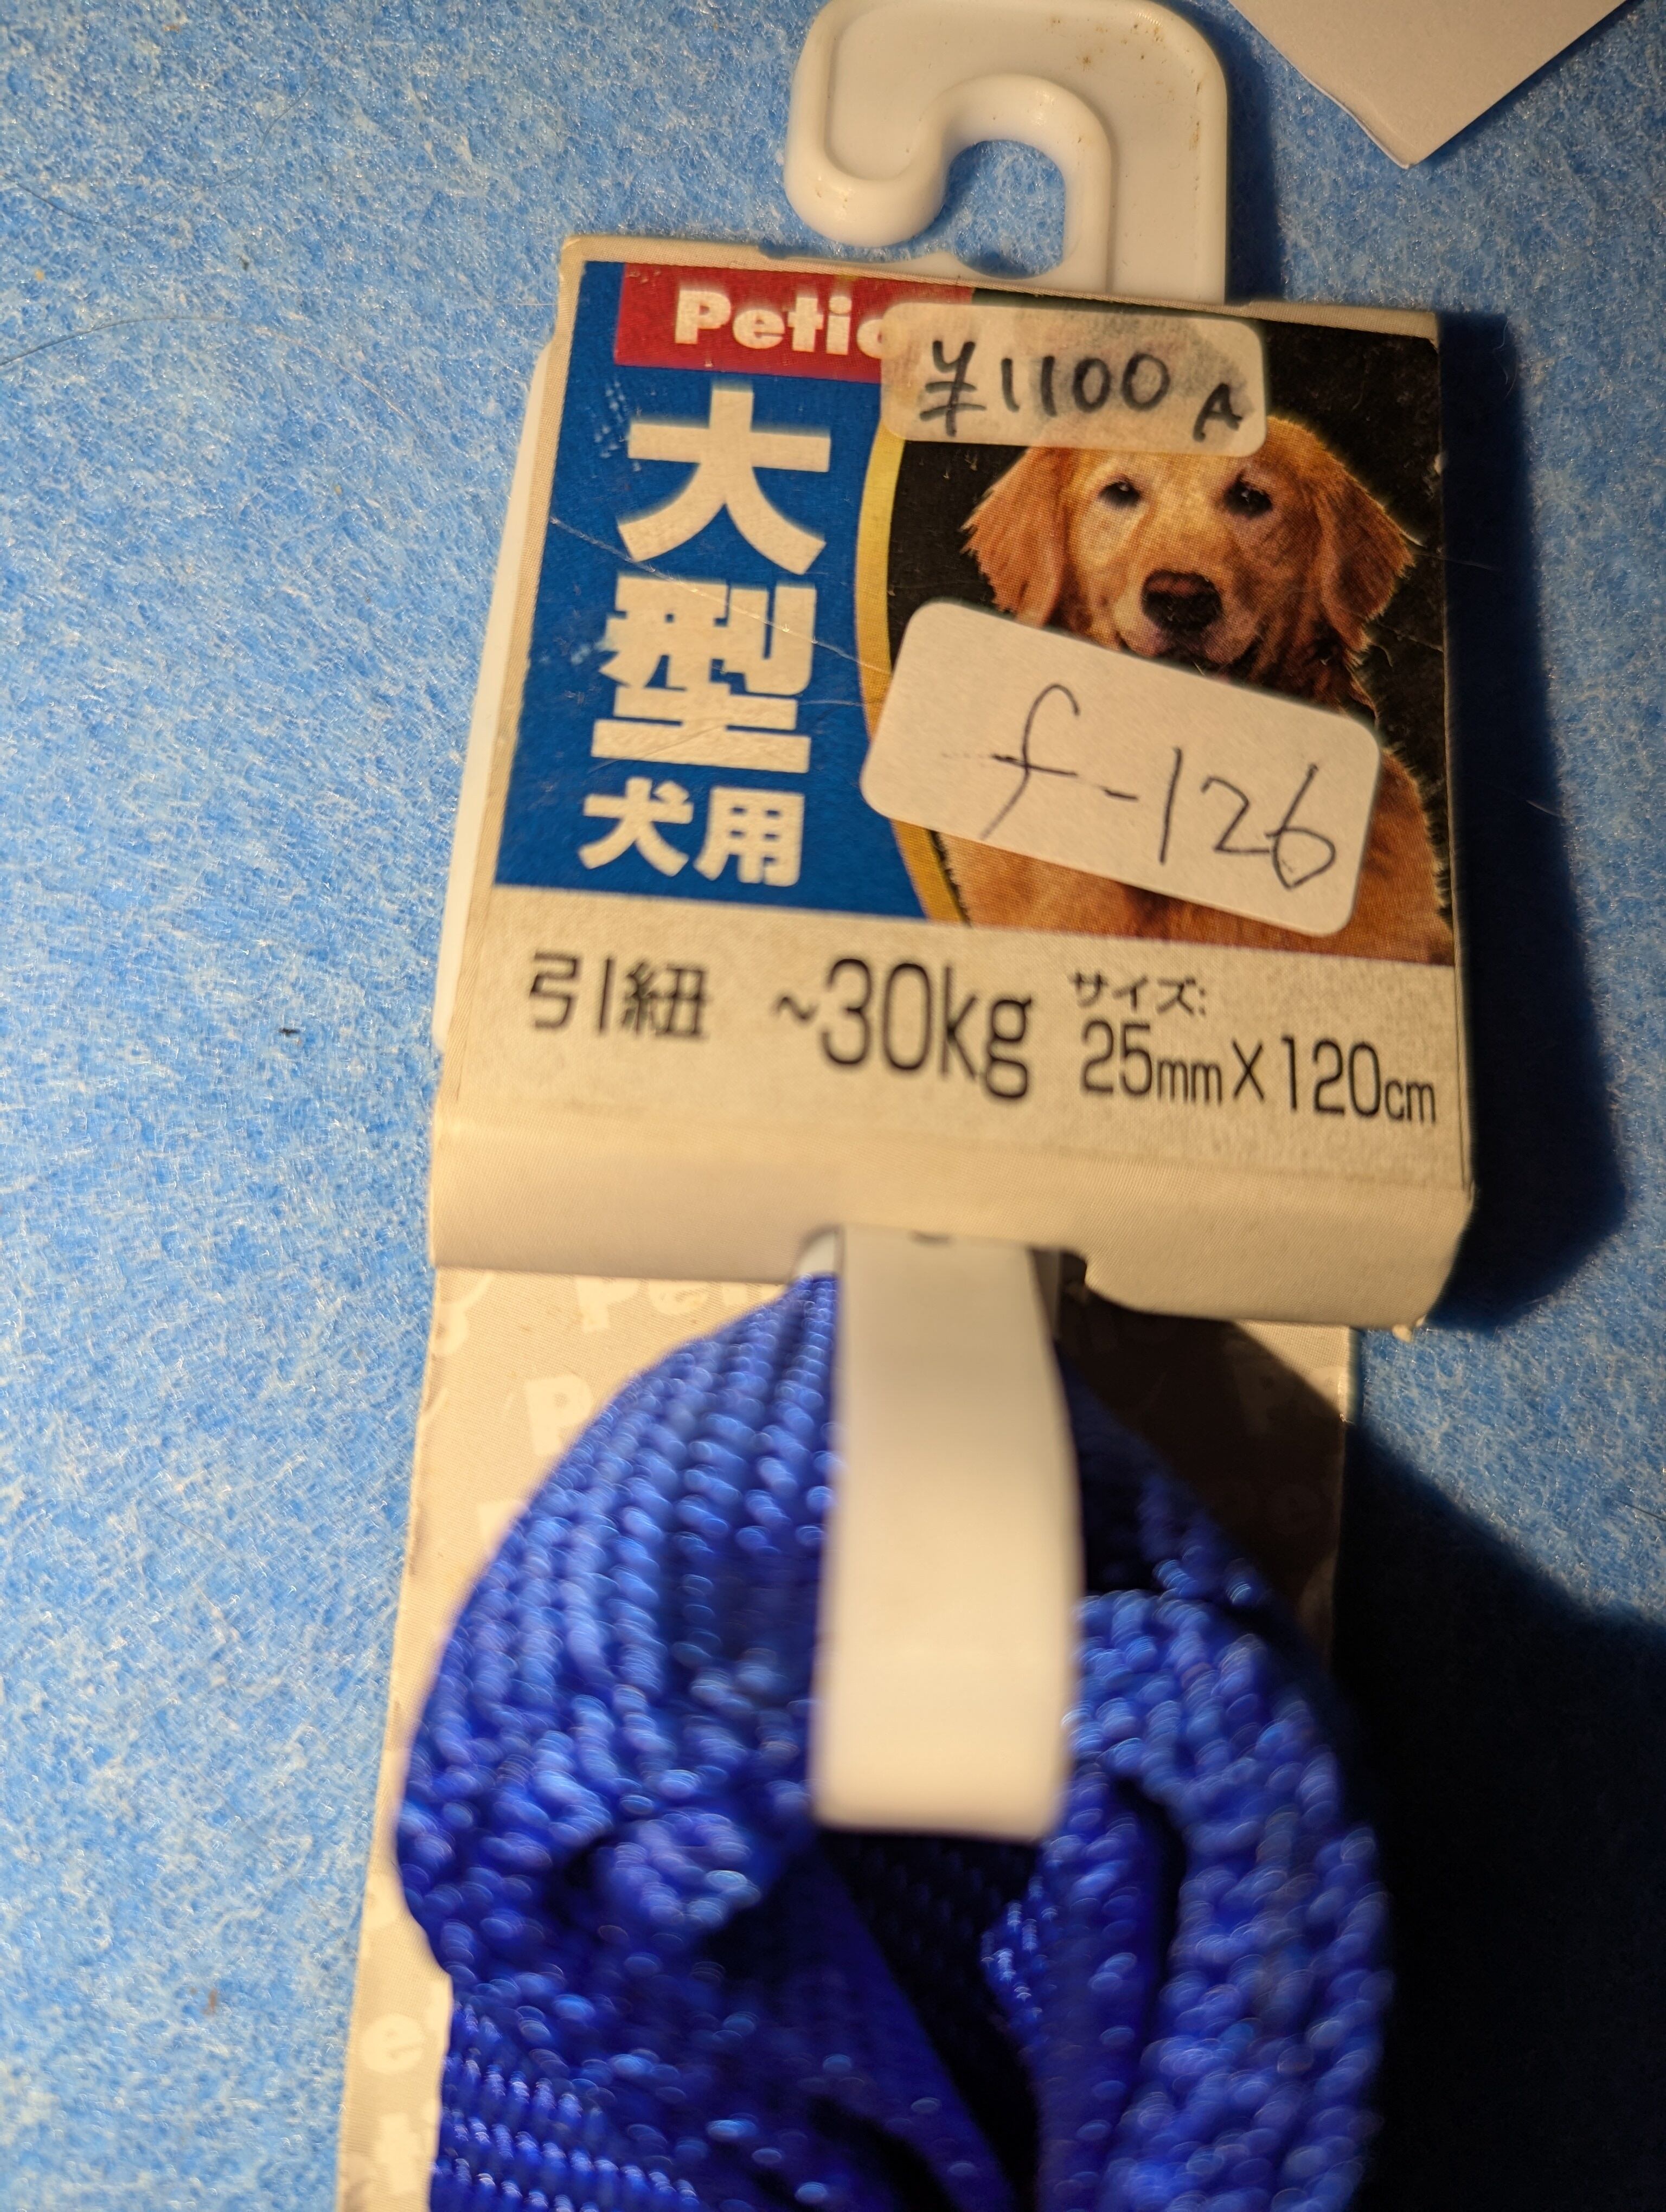 Petio
¥1100 A
大型
犬用
f-126
引紐 ~30kg サイズ:
25mm×120cm